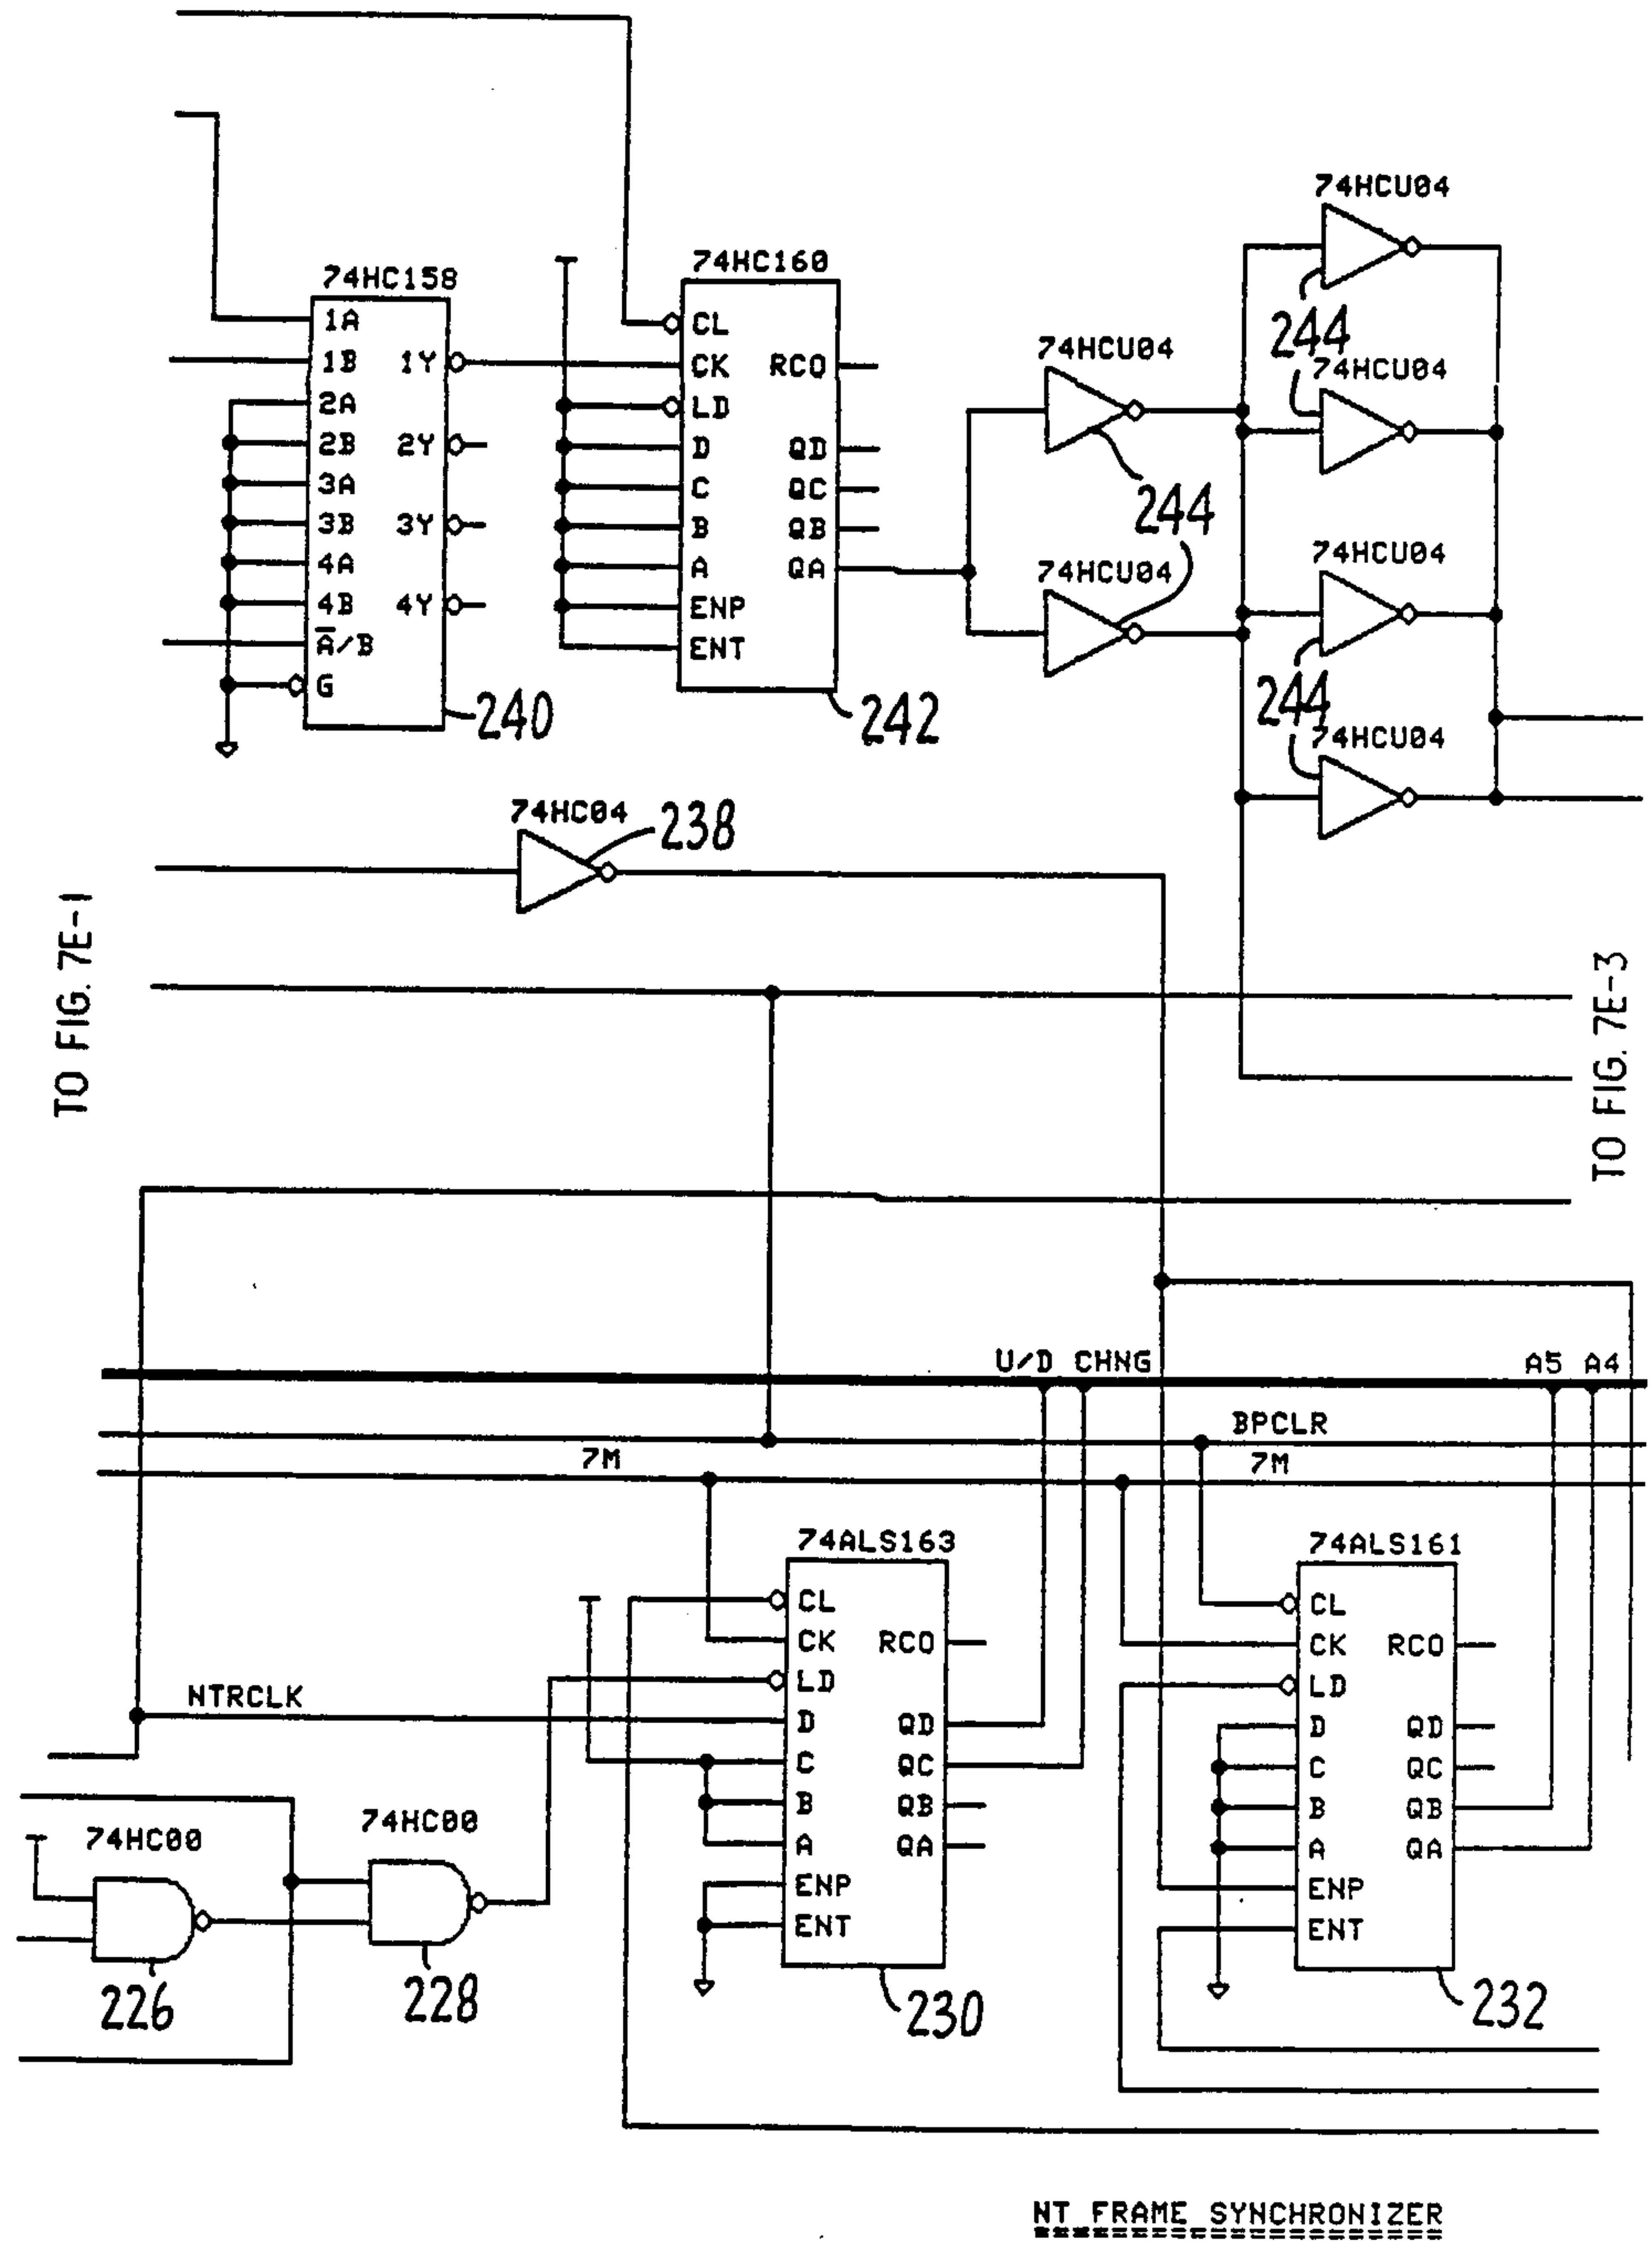 74HCU04
244
74HC158
74HC160
1A
1B 1Y
2A
2B 2Y
3A
3B 3Y
4A
4B 4Y
A̅/B
G
240
CL
CK RCO
LD
D QD
C QC
B QB
A QA
ENP
ENT
242
74HCU04
244
74HCU04
74HCU04
74HCU04
244
74HCU04
74HC04
238
TO FIG. 7E-1
TO FIG. 7E-3
U/D CHNG
A5 A4
BPCLR
7M
7M
74ALS163
CL
CK RCO
LD
D QD
C QC
B QB
A QA
ENP
ENT
230
74ALS161
CL
CK RCO
LD
D QD
C QC
B QB
A QA
ENP
ENT
232
NTRCLK
74HC00
226
74HC00
228
NT FRAME SYNCHRONIZER